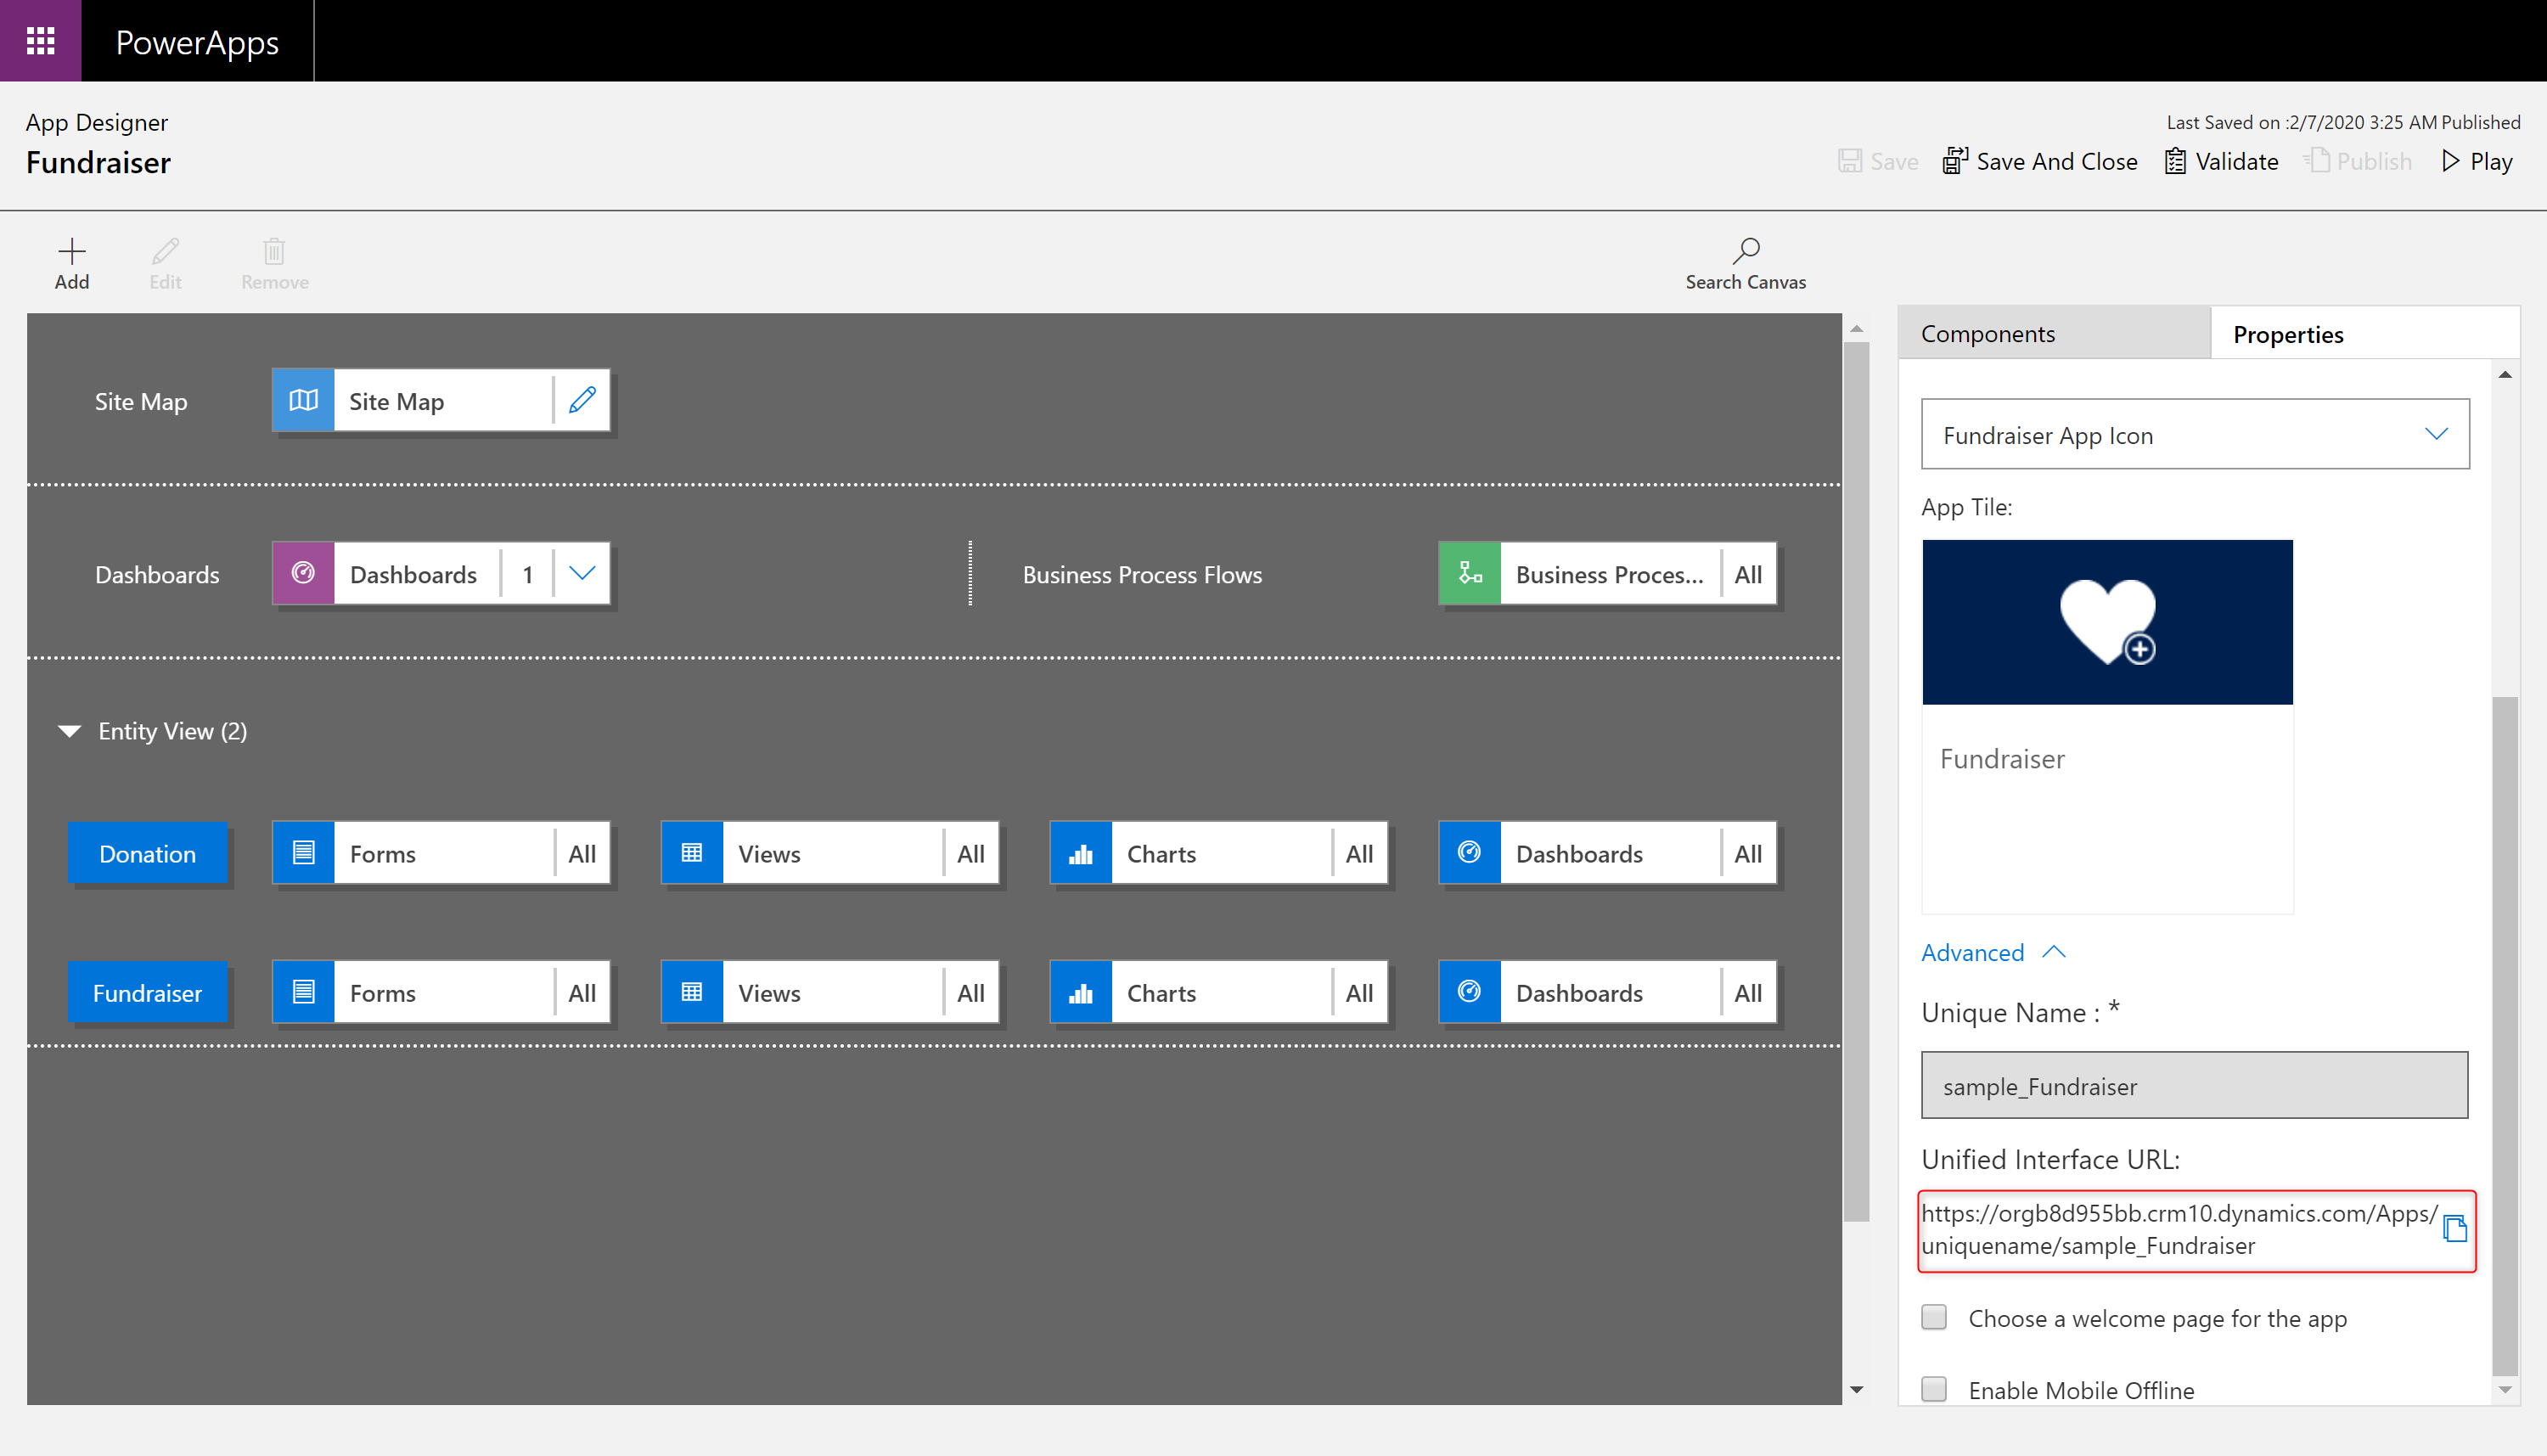 PowerApps
App Designer
Fundraiser
Last Saved on :2/7/2020 3:25 AM Published
Save
Save And Close
Validate
Publish
Play
Add
Edit
Remove
Search Canvas
Components
Properties
Site Map
Site Map
Dashboards
Dashboards
1
Business Process Flows
Business Proces...
All
Entity View (2)
Donation
Forms
All
Views
All
Charts
All
Dashboards
All
Fundraiser
Forms
All
Views
All
Charts
All
Dashboards
All
Fundraiser App Icon
App Tile:
Fundraiser
Advanced
Unique Name : *
sample_Fundraiser
Unified Interface URL:
https://orgb8d955bb.crm10.dynamics.com/Apps/
uniquename/sample_Fundraiser
Choose a welcome page for the app
Enable Mobile Offline